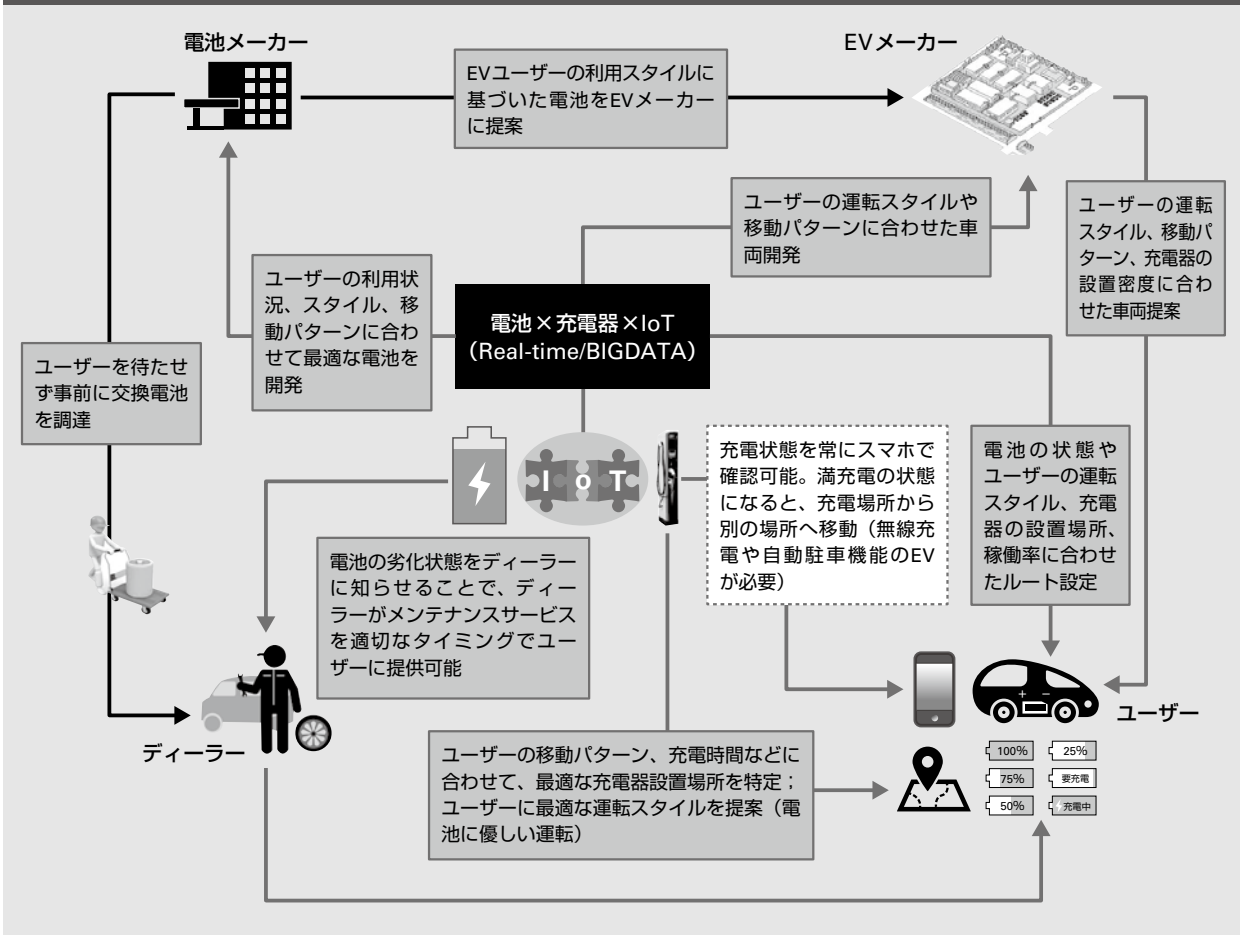 電池メーカー
EVメーカー
EVユーザーの利用スタイルに
基づいた電池をEVメーカー
に提案
ユーザーの運転スタイルや
移動パターンに合わせた車
両開発
ユーザーの運転
スタイル、移動パ
ターン、充電器の
設置密度に合わ
せた車両提案
ユーザーの利用状
況、スタイル、移
動パターンに合わ
せて最適な電池を
開発
電池×充電器×IoT
（Real-time/BIGDATA）
ユーザーを待たせ
ず事前に交換電池
を調達
充電状態を常にスマホで
確認可能。満充電の状態
になると、充電場所から
別の場所へ移動（無線充
電や自動駐車機能のEV
が必要）
電池の状態や
ユーザーの運転
スタイル、充電
器の設置場所、
稼働率に合わせ
たルート設定
I o T
電池の劣化状態をディーラー
に知らせることで、ディー
ラーがメンテナンスサービス
を適切なタイミングでユー
ザーに提供可能
ユーザー
ディーラー
ユーザーの移動パターン、充電時間などに
合わせて、最適な充電器設置場所を特定；
ユーザーに最適な運転スタイルを提案（電
池に優しい運転）
100% 25%
75% 要充電
50% 充電中